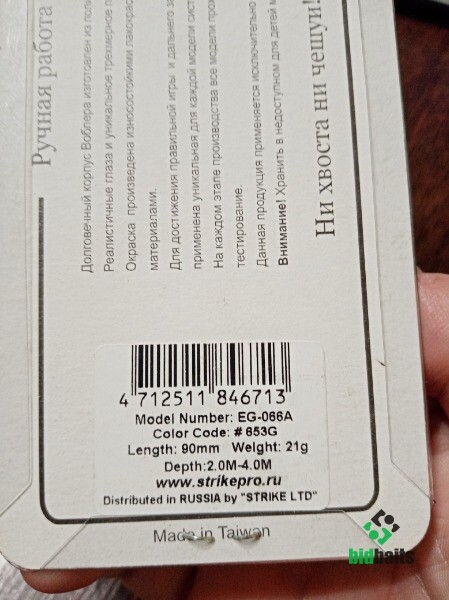 Ручная работа
Долговечный корпус Воблера изготовлен из
Реалистичные глаза и уникальное трехмерное
Окраска произведена износостойкими
материалами.
Для достижения правильной игры и дальнего
применена уникальная для каждой модели
На каждом этапе производства все модели
тестирование.
Данная продукция применяется исключительно
Внимание! Хранить в недоступном для детей
Ни хвоста ни чешуи!
4 712511 846713
Model Number: EG-066A
Color Code: # 653G
Length: 90mm Weight: 21g
Depth:2.0M-4.0M
www.strikepro.ru
Distributed in RUSSIA by "STRIKE LTD"
Made in Taiwan
bidbaits